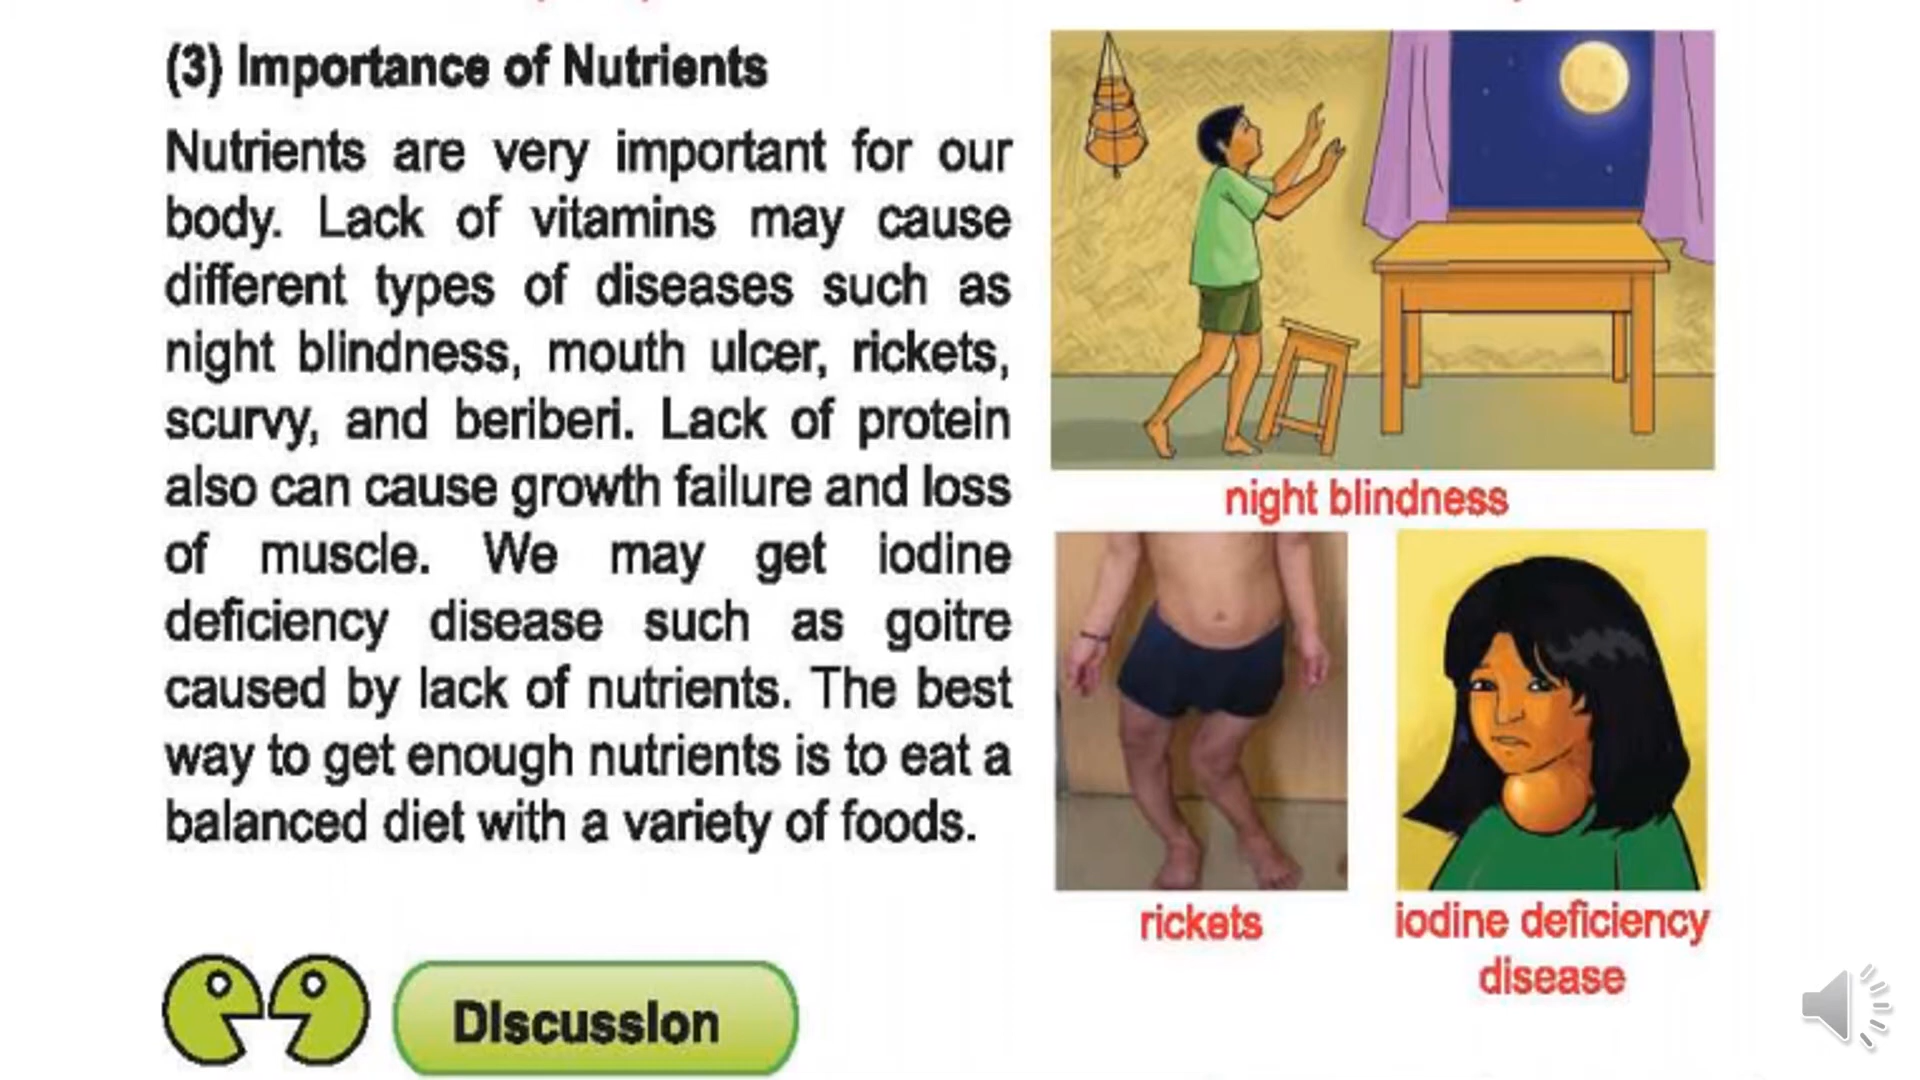 (3) Importance of Nutrients
Nutrients are very important for our
body. Lack of vitamins may cause
different types of diseases such as
night blindness, mouth ulcer, rickets,
scurvy, and beriberi. Lack of protein
also can cause growth failure and loss
of muscle. We may get iodine
deficiency disease such as goitre
caused by lack of nutrients. The best
way to get enough nutrients is to eat a
balanced diet with a variety of foods.
night blindness
rickets
iodine deficiency
disease
Discussion